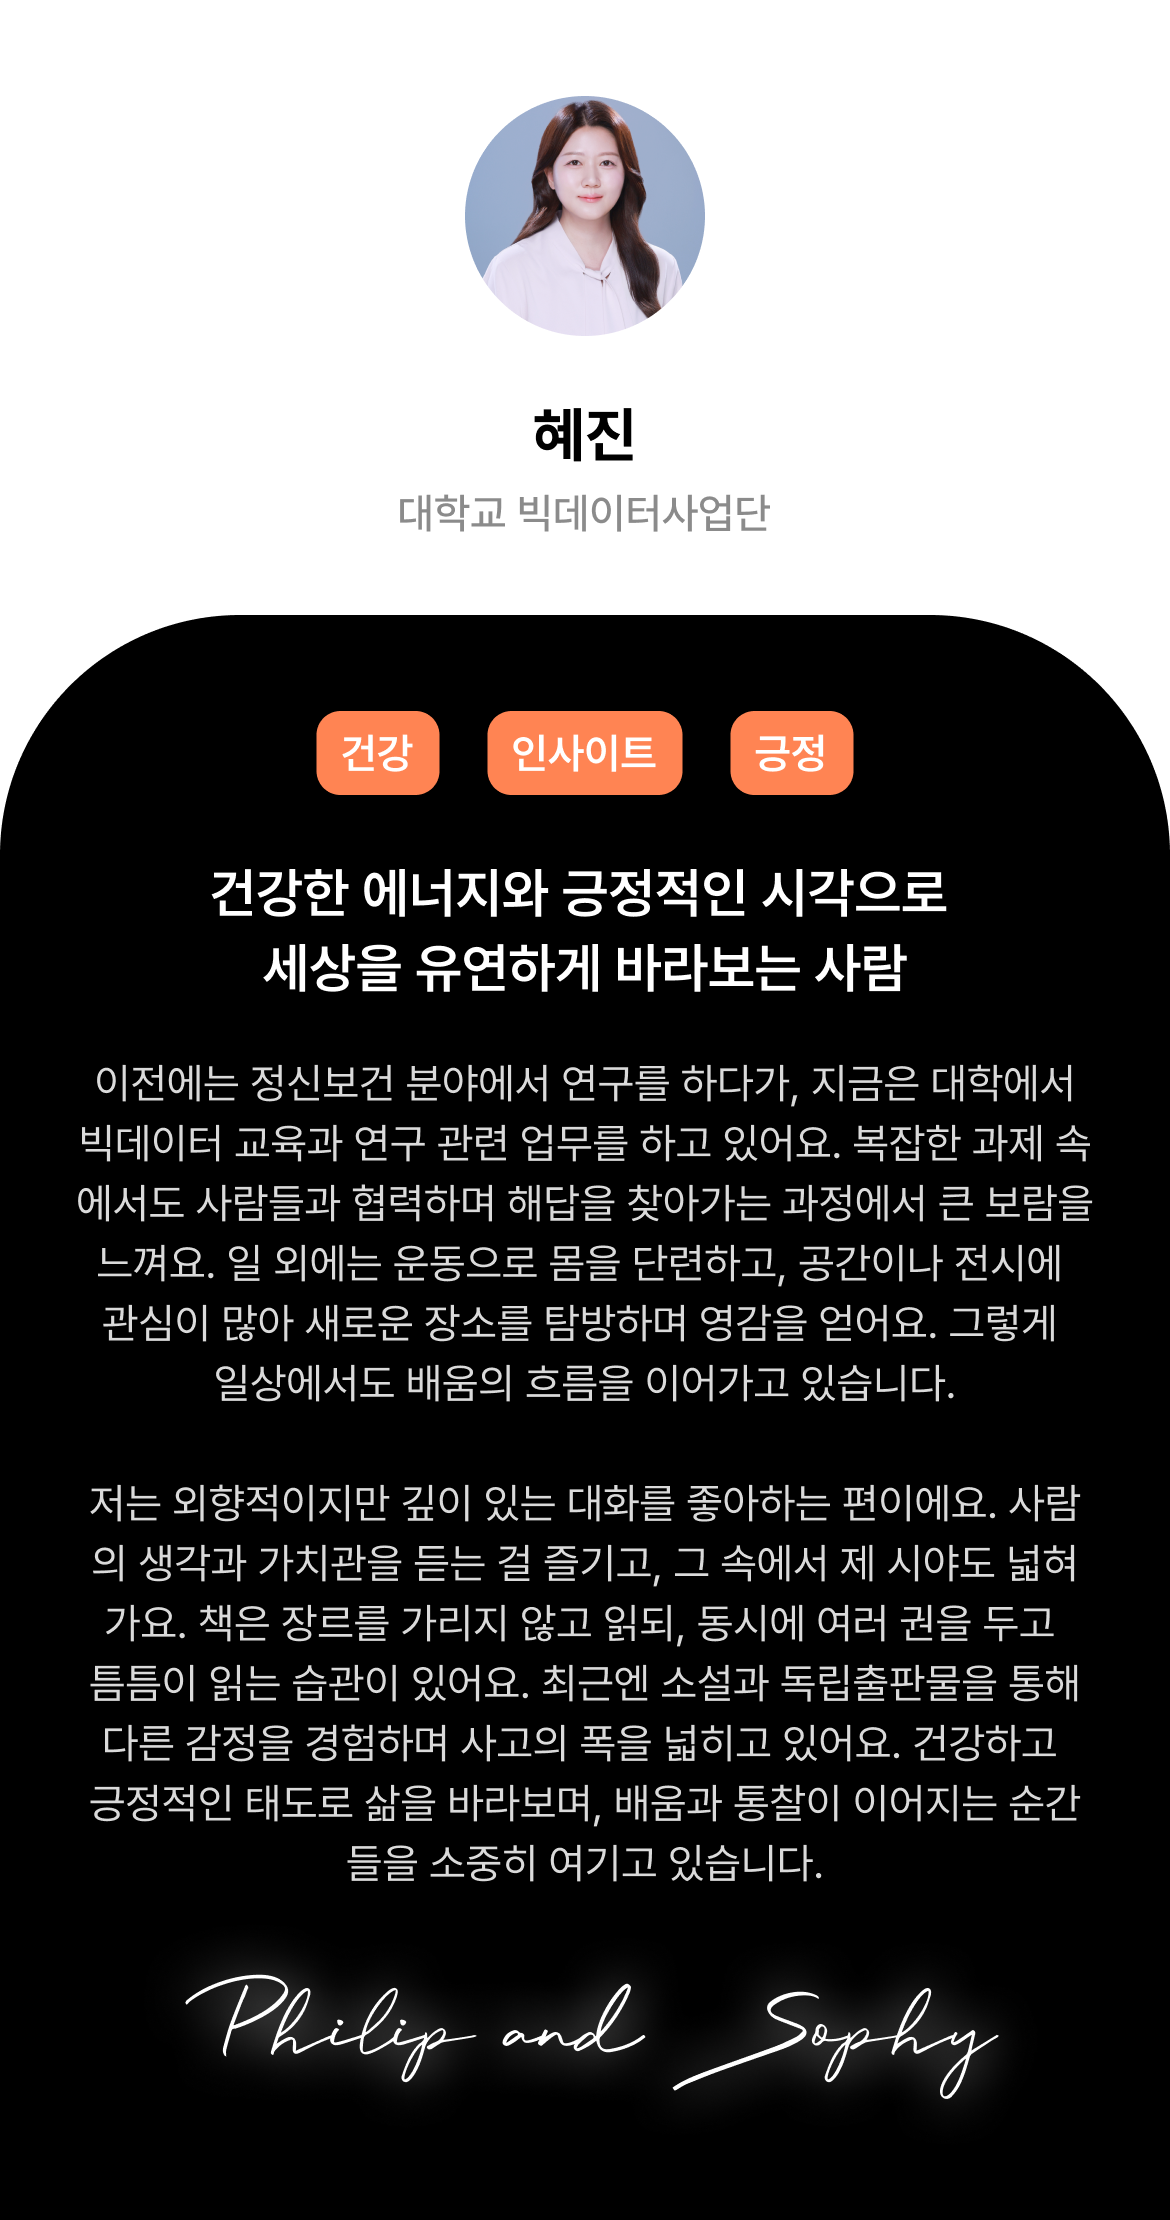 혜진
대학교 빅데이터사업단
건강 인사이트 긍정
건강한 에너지와 긍정적인 시각으로
세상을 유연하게 바라보는 사람
이전에는 정신보건 분야에서 연구를 하다가, 지금은 대학에서
빅데이터 교육과 연구 관련 업무를 하고 있어요. 복잡한 과제 속
에서도 사람들과 협력하며 해답을 찾아가는 과정에서 큰 보람을
느껴요. 일 외에는 운동으로 몸을 단련하고, 공간이나 전시에
관심이 많아 새로운 장소를 탐방하며 영감을 얻어요. 그렇게
일상에서도 배움의 흐름을 이어가고 있습니다.
저는 외향적이지만 깊이 있는 대화를 좋아하는 편이에요. 사람
의 생각과 가치관을 듣는 걸 즐기고, 그 속에서 제 시야도 넓혀
가요. 책은 장르를 가리지 않고 읽되, 동시에 여러 권을 두고
틈틈이 읽는 습관이 있어요. 최근엔 소설과 독립출판물을 통해
다른 감정을 경험하며 사고의 폭을 넓히고 있어요. 건강하고
긍정적인 태도로 삶을 바라보며, 배움과 통찰이 이어지는 순간
들을 소중히 여기고 있습니다.
Philip and Sophy